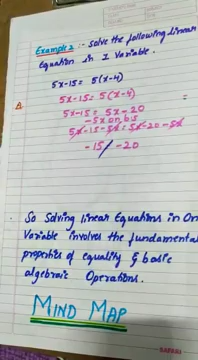 Example 2 :- Solve the following linear
Equation in 1 Variable.
5x-15 = 5(x-4)
5x-15 = 5(x-4)
5x-15 = 5x-20
-5x on b.s
5x-15-5x = 5x-20-5x
-15 ≠ -20
So Solving linear Equations in One
Variable involves the fundamental
properties of equality & basic
algebraic Operations.
MIND MAP